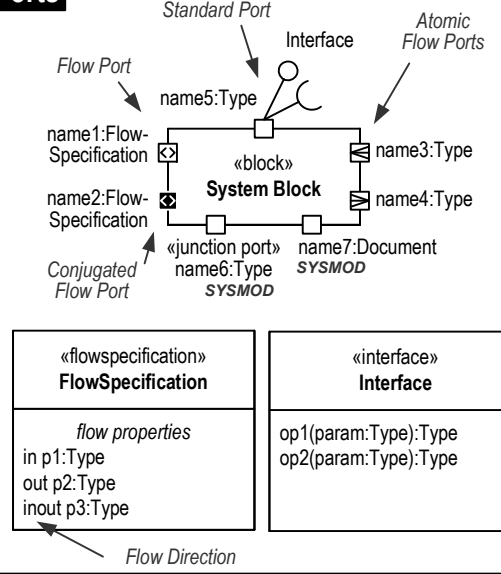 Standard Port
Atomic
Flow Ports
Interface
Flow Port
name5:Type
name1:Flow-
Specification
name3:Type
«block»
System Block
name2:Flow-
Specification
name4:Type
«junction port»
name6:Type
SYSMOD
name7:Document
SYSMOD
Conjugated
Flow Port
«flowspecification»
FlowSpecification
flow properties
in p1:Type
out p2:Type
inout p3:Type
Flow Direction
«interface»
Interface
op1(param:Type):Type
op2(param:Type):Type